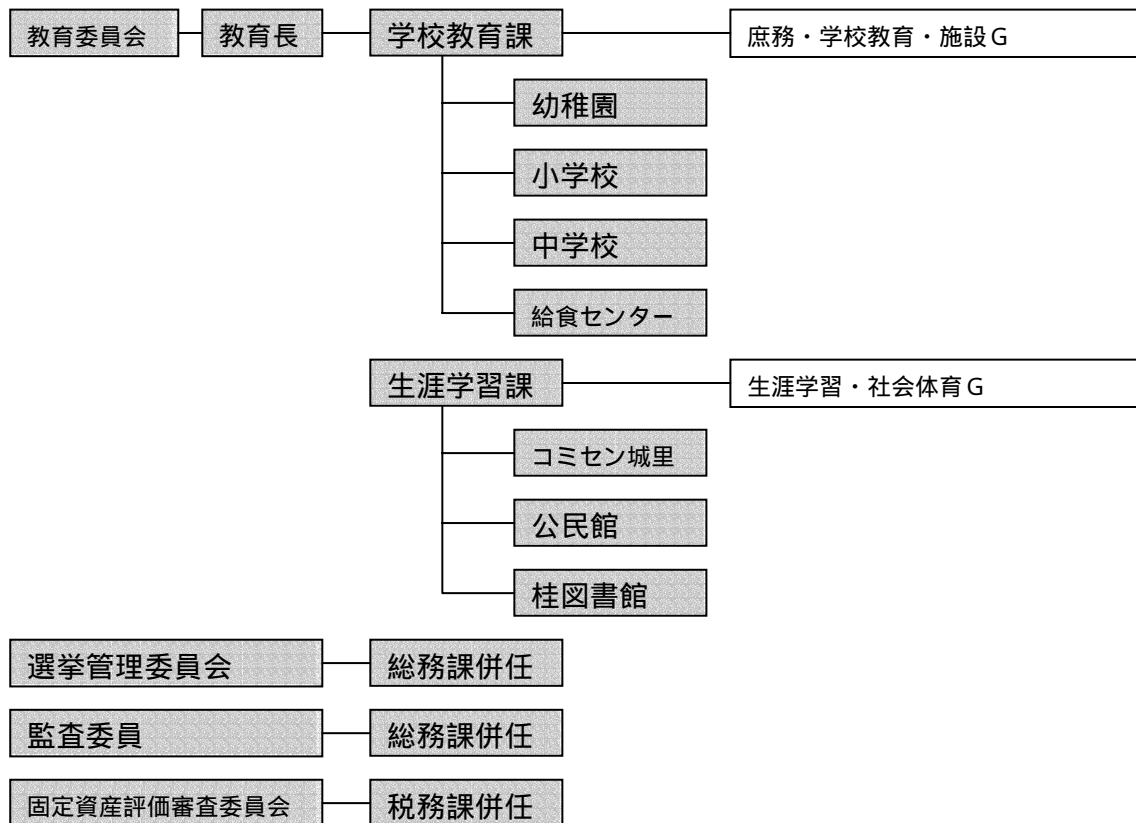 教育委員会 教育長 学校教育課 庶務・学校教育・施設G
幼稚園
小学校
中学校
給食センター
生涯学習課 生涯学習・社会体育G
コミセン城里
公民館
桂図書館
選挙管理委員会 総務課併任
監査委員 総務課併任
固定資産評価審査委員会 税務課併任